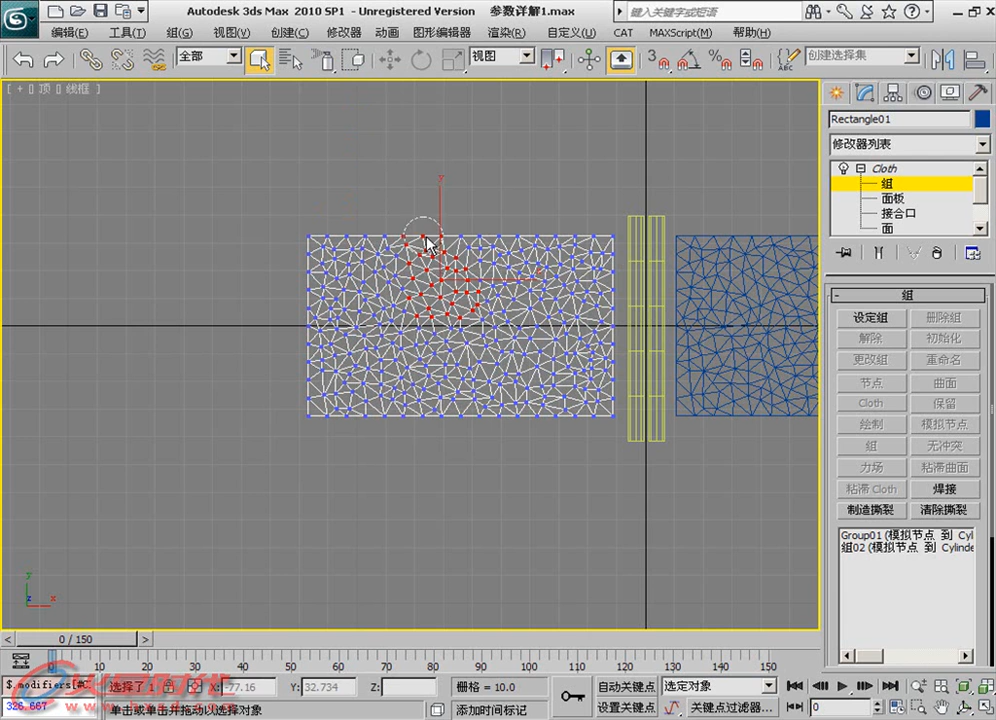 Autodesk 3ds Max 2010 SP1 - Unregistered Version 参数详解1.max
键入关键字或短语
编辑(E) 工具(T) 组(G) 视图(V) 创建(C) 修改器 动画 图形编辑器 渲染(R) 自定义(U) CAT MAXScript(M) 帮助(H)
全部
视图
创建选择集
[ + [] 顶 [] 线框 ]
Rectangle01
修改器列表
Cloth
组
面板
接合口
面
- 组
设定组 删除组
解除 初始化
更改组 重命名
节点 曲面
Cloth 保留
绘制 模拟节点
组 无冲突
力场 粘滞曲面
粘滞 Cloth 焊接
制造撕裂 清除撕裂
Group01 (模拟节点 到 Cyl
组02 (模拟节点 到 Cylinde
y
x
y
z
x
< 0 / 150 >
0 10 20 30 40 50 60 70 80 90 100 110 120 130 140 150
$.modifiers[#C
326.667
选择了 1
X: -77.16 Y: 32.734 Z:
栅格 = 10.0
单击或单击并拖动以选择对象
添加时间标记
自动关键点 选定对象
设置关键点 关键点过滤器...
0